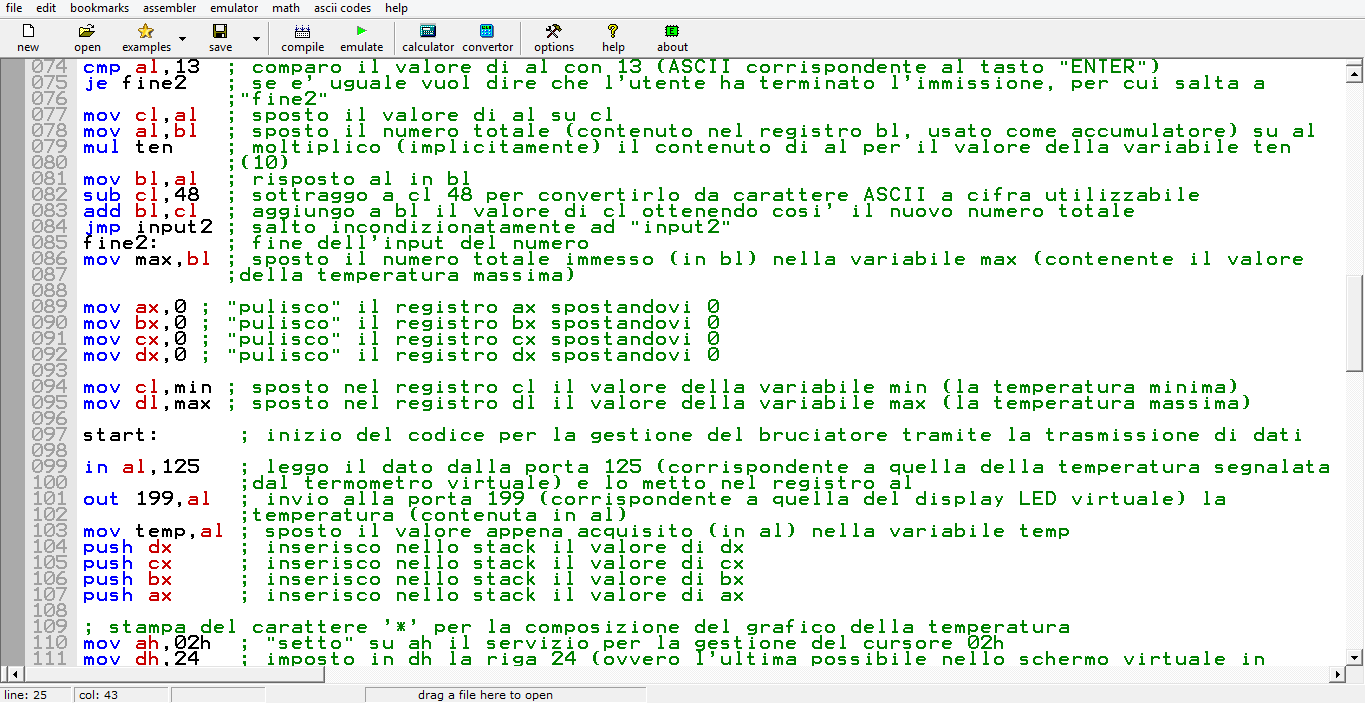 file edit bookmarks assembler emulator math ascii codes help
new open examples save compile emulate calculator convertor options help about
074 cmp al,13 ; comparo il valore di al con 13 (ASCII corrispondente al tasto "ENTER")
075 je fine2 ; se e' uguale vuol dire che l'utente ha terminato l'immissione, per cui salta a
076 ;"fine2"
077 mov cl,al ; sposto il valore di al su cl
078 mov al,bl ; sposto il numero totale (contenuto nel registro bl, usato come accumulatore) su al
079 mul ten ; moltiplico (implicitamente) il contenuto di al per il valore della variabile ten
080 ;(10)
081 mov bl,al ; risposto al in bl
082 sub cl,48 ; sottraggo a cl 48 per convertirlo da carattere ASCII a cifra utilizzabile
083 add bl,cl ; aggiungo a bl il valore di cl ottenendo cosi' il nuovo numero totale
084 jmp input2 ; salto incondizionatamente ad "input2"
085 fine2: ; fine dell'input del numero
086 mov max,bl ; sposto il numero totale immesso (in bl) nella variabile max (contenente il valore
087 ;della temperatura massima)
088
089 mov ax,0 ; "pulisco" il registro ax spostandovi 0
090 mov bx,0 ; "pulisco" il registro bx spostandovi 0
091 mov cx,0 ; "pulisco" il registro cx spostandovi 0
092 mov dx,0 ; "pulisco" il registro dx spostandovi 0
093
094 mov cl,min ; sposto nel registro cl il valore della variabile min (la temperatura minima)
095 mov dl,max ; sposto nel registro dl il valore della variabile max (la temperatura massima)
096
097 start: ; inizio del codice per la gestione del bruciatore tramite la trasmissione di dati
098
099 in al,125 ; leggo il dato dalla porta 125 (corrispondente a quella della temperatura segnalata
100 ;dal termometro virtuale) e lo metto nel registro al
101 out 199,al ; invio alla porta 199 (corrispondente a quella del display LED virtuale) la
102 ;temperatura (contenuta in al)
103 mov temp,al ; sposto il valore appena acquisito (in al) nella variabile temp
104 push dx ; inserisco nello stack il valore di dx
105 push cx ; inserisco nello stack il valore di cx
106 push bx ; inserisco nello stack il valore di bx
107 push ax ; inserisco nello stack il valore di ax
108
109 ; stampa del carattere '*' per la composizione del grafico della temperatura
110 mov ah,02h ; "setto" su ah il servizio per la gestione del cursore 02h
111 mov dh,24 ; imposto in dh la riga 24 (ovvero l'ultima possibile nello schermo virtuale in
line: 25 col: 43 drag a file here to open